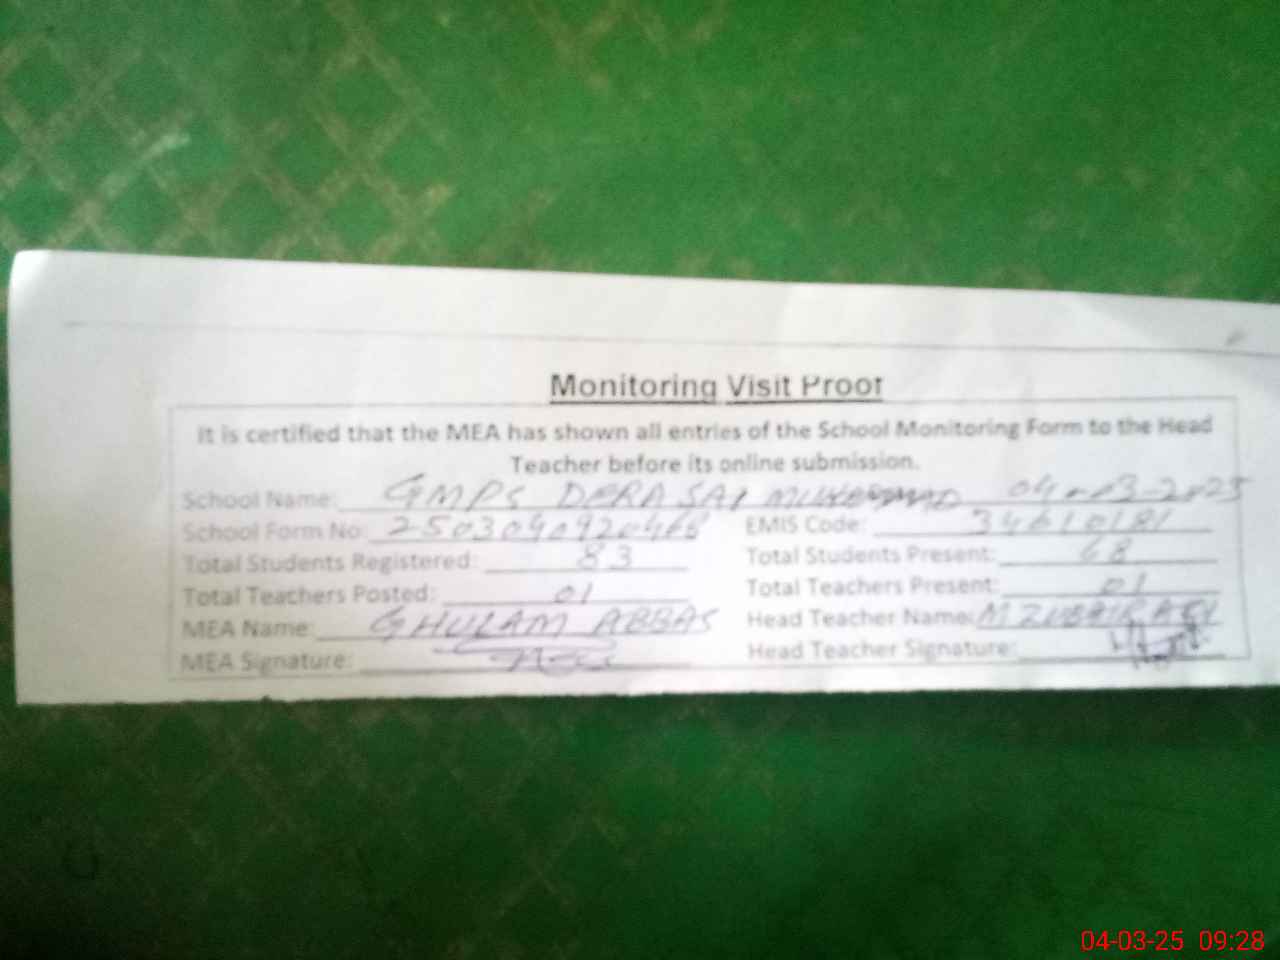 Monitoring Visit Proof
It is certified that the MEA has shown all entries of the School Monitoring Form to the Head
Teacher before its online submission.
School Name: GMPS DERA SAI MUHAMMAD 04-03-2025
School Form No: 2503040920468 EMIS Code: 34610181
Total Students Registered: 83 Total Students Present: 68
Total Teachers Posted: 01 Total Teachers Present: 01
MEA Name: GHULAM ABBAS Head Teacher Name: M ZUBAIR
MEA Signature: Head Teacher Signature:
04-03-25 09:28